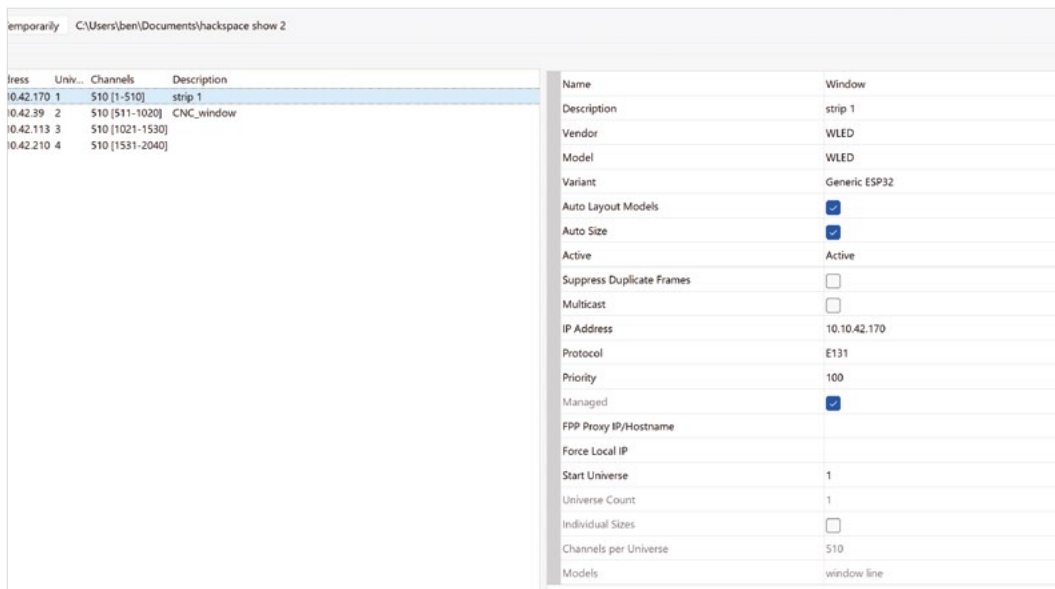 emporarily C:\Users\ben\Documents\hackspace show 2
dress Univ... Channels Description
10.42.170 1 510 [1-510] strip 1
0.42.39 2 510 [511-1020] CNC_window
0.42.113 3 510 [1021-1530]
0.42.210 4 510 [1531-2040]
Name Window
Description strip 1
Vendor WLED
Model WLED
Variant Generic ESP32
Auto Layout Models
Auto Size
Active Active
Suppress Duplicate Frames
Multicast
IP Address 10.10.42.170
Protocol E131
Priority 100
Managed
FPP Proxy IP/Hostname
Force Local IP
Start Universe 1
Universe Count 1
Individual Sizes
Channels per Universe 510
Models window line